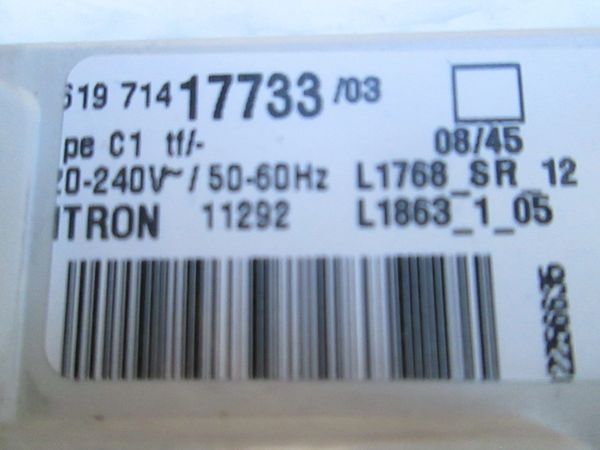 619 714 17733 /03
pe C1 tf/- 08/45
20-240V~/50-60Hz L1768_SR_12
ITRON 11292 L1863_1_05